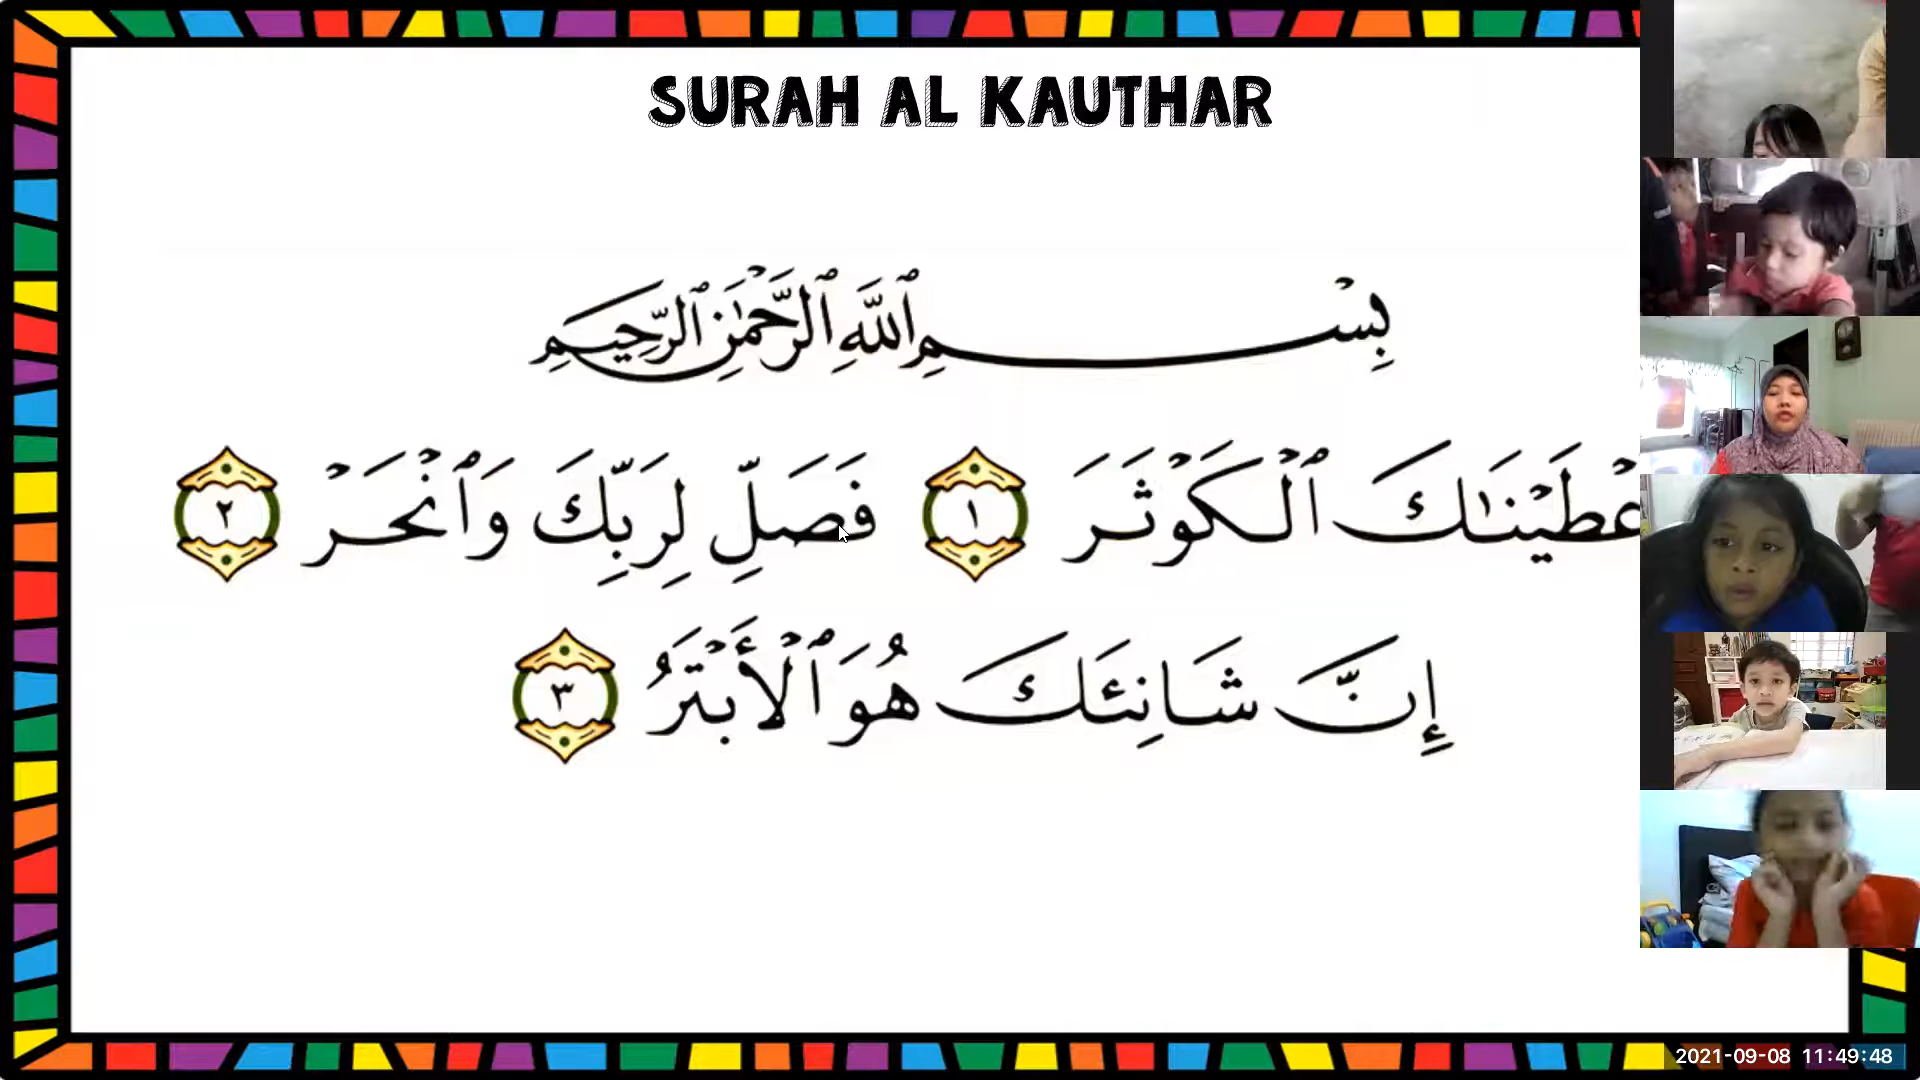 SURAH AL KAUTHAR
بِسْمِ ٱللَّهِ ٱلرَّحْمَٰنِ ٱلرَّحِيمِ
عْطَيْنَٰكَ ٱلْكَوْثَرَ ١ فَصَلِّ لِرَبِّكَ وَٱنْحَرْ ٢
إِنَّ شَانِئَكَ هُوَ ٱلْأَبْتَرُ ٣
2021-09-08 11:49:48